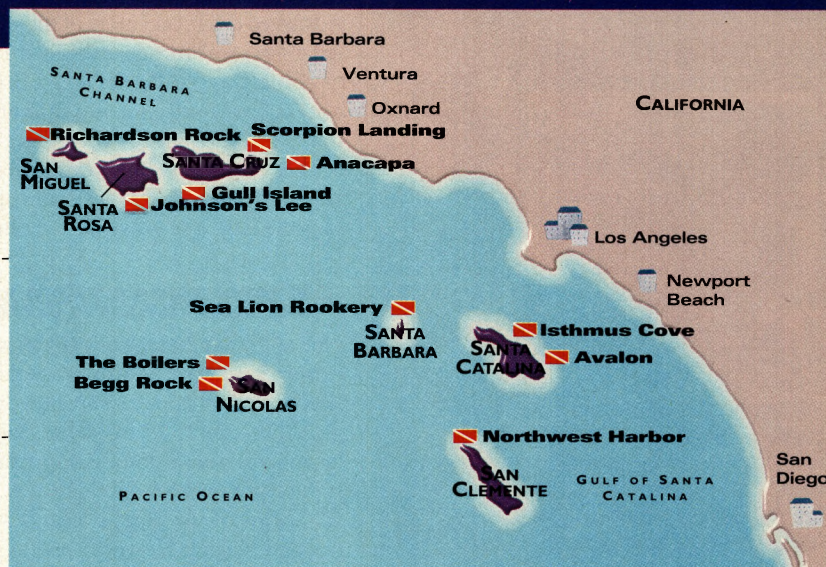 Santa Barbara
Ventura
Oxnard
CALIFORNIA
SANTA BARBARA
CHANNEL
Richardson Rock
Scorpion Landing
SANTA CRUZ
Anacapa
SAN
MIGUEL
Gull Island
SANTA
ROSA
Johnson's Lee
Los Angeles
Newport
Beach
Sea Lion Rookery
SANTA
BARBARA
Isthmus Cove
SANTA
CATALINA
Avalon
The Boilers
Begg Rock
SAN
NICOLAS
Northwest Harbor
SAN
CLEMENTE
GULF OF SANTA
CATALINA
San
Diego
PACIFIC OCEAN